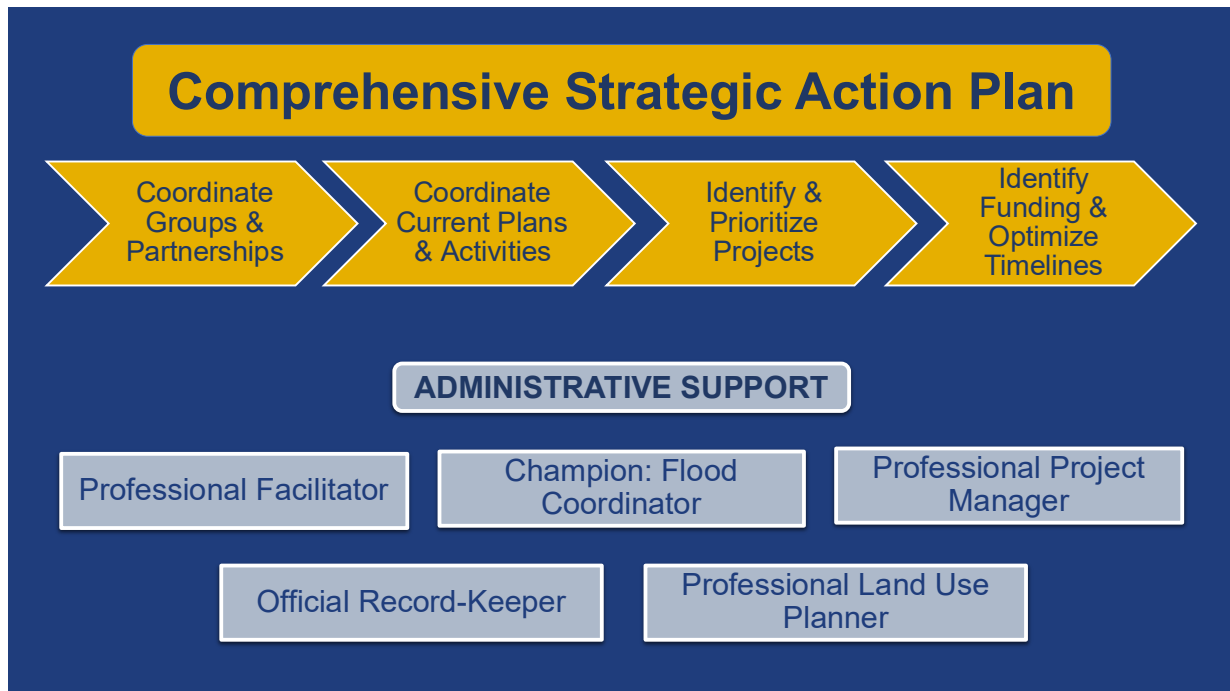 Comprehensive Strategic Action Plan
Coordinate
Groups &
Partnerships
Coordinate
Current Plans
& Activities
Identify &
Prioritize
Projects
Identify
Funding &
Optimize
Timelines
ADMINISTRATIVE SUPPORT
Professional Facilitator
Champion: Flood
Coordinator
Professional Project
Manager
Official Record-Keeper
Professional Land Use
Planner